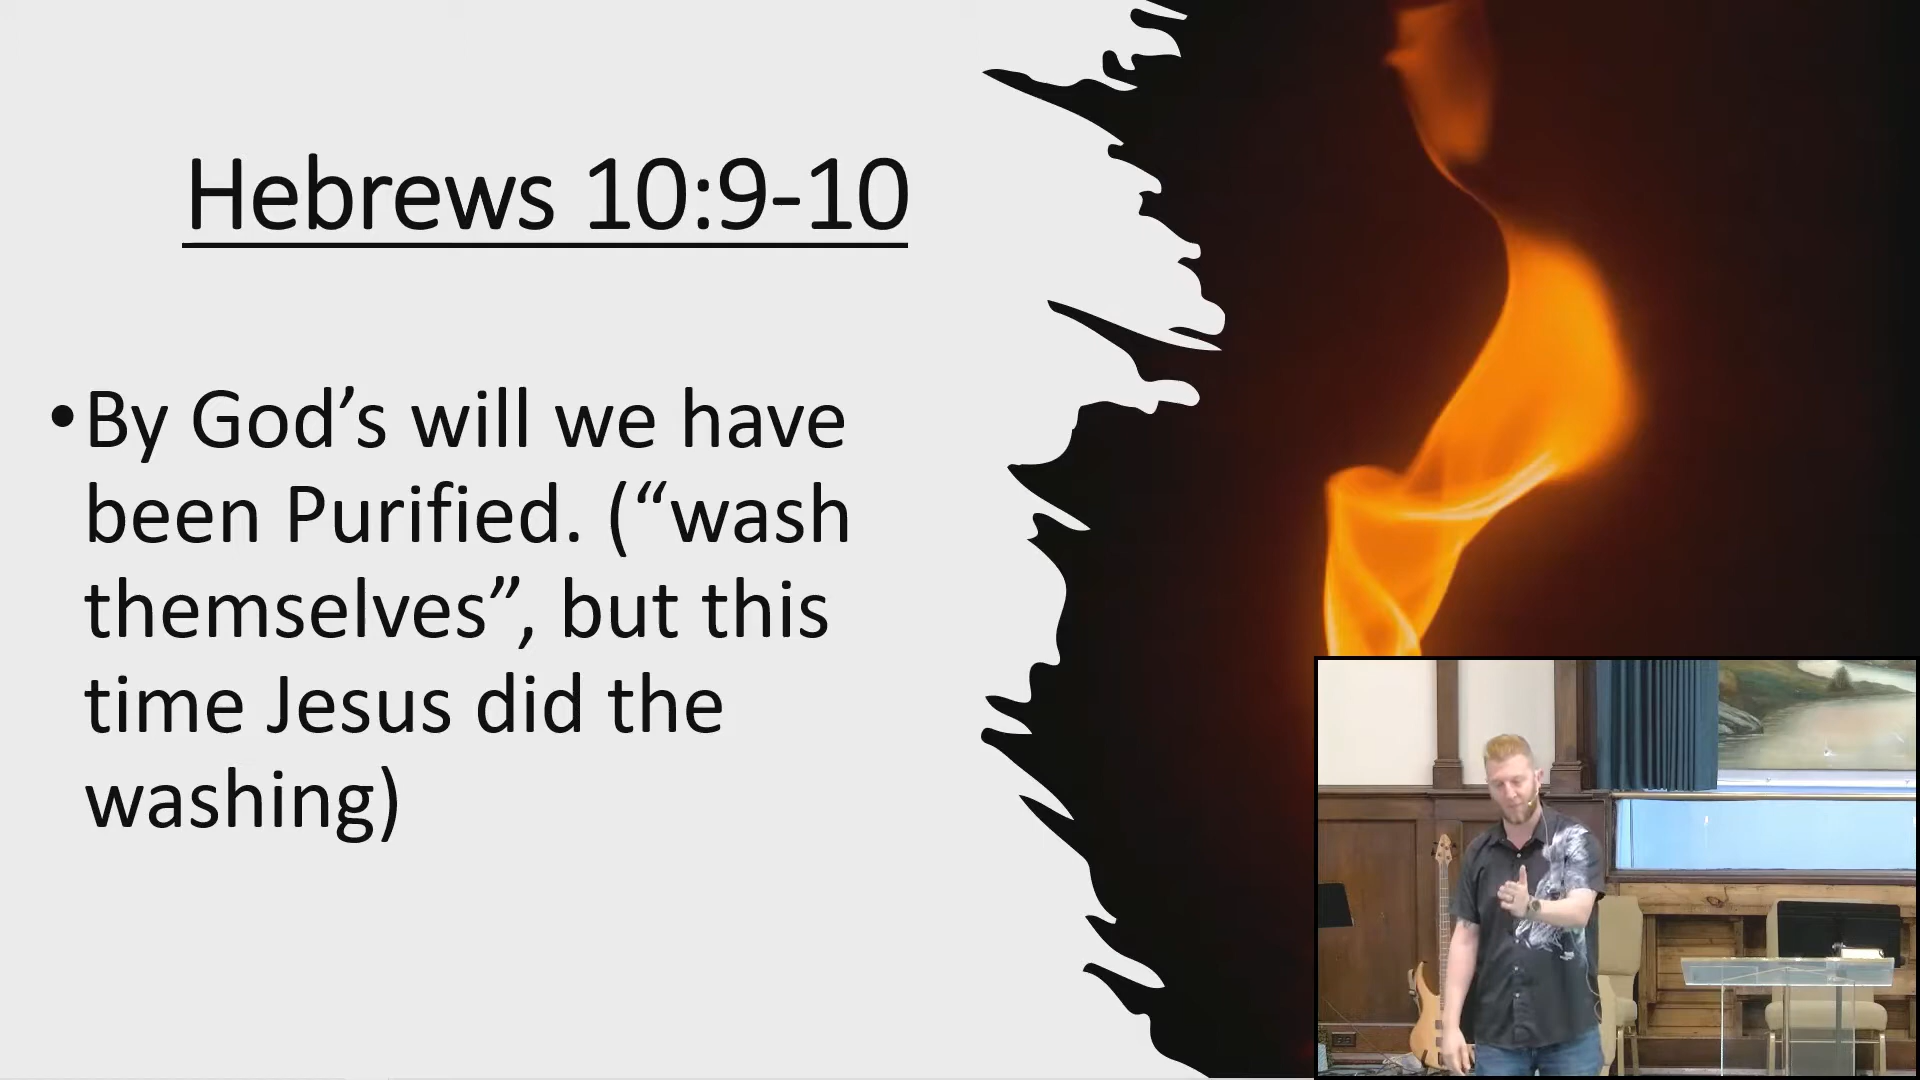 Hebrews 10:9-10
•By God’s will we have
been Purified. (“wash
themselves”, but this
time Jesus did the
washing)